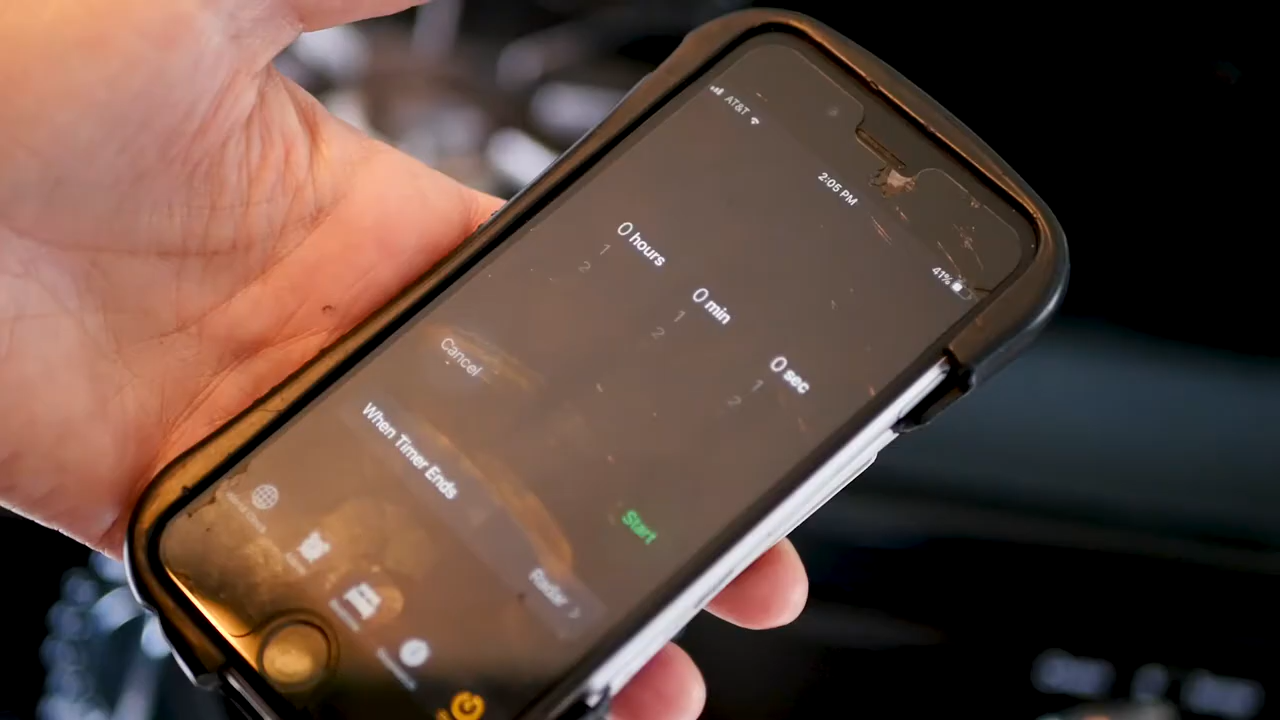 AT&T
2:05 PM
41%
0 hours
0 min
0 sec
1
1
1
2
2
2
Cancel
Start
When Timer Ends
Radar